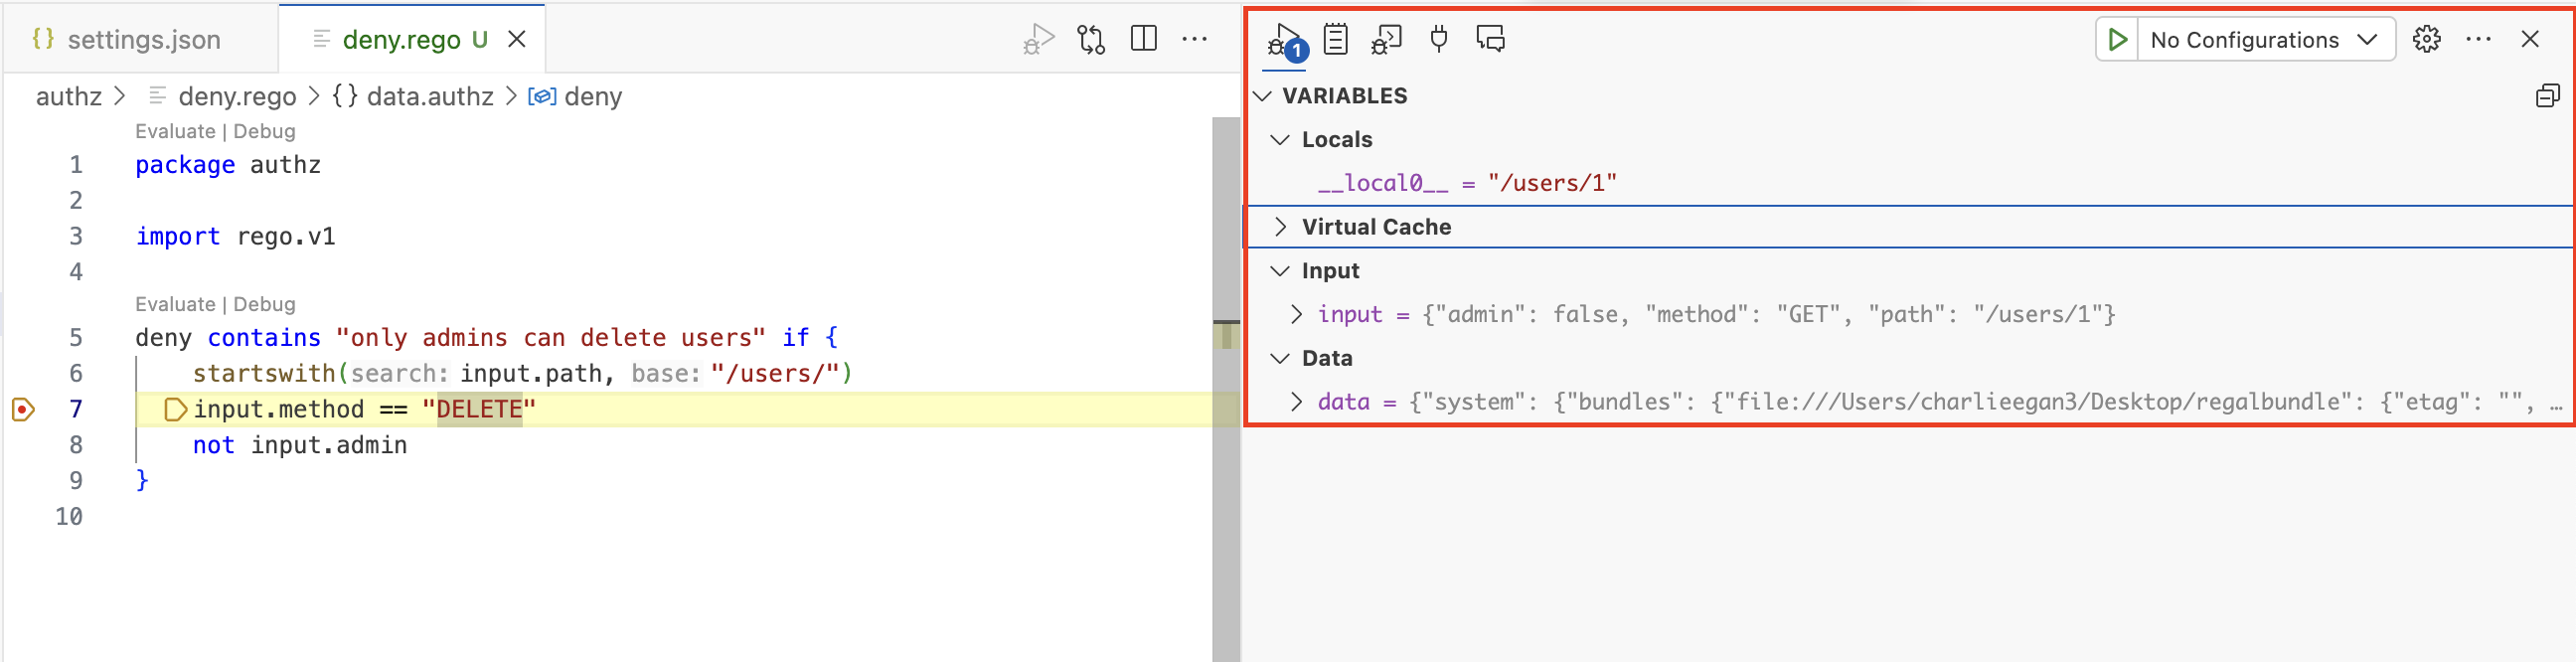 {} settings.json
deny.rego U
authz > deny.rego > {} data.authz > deny
Evaluate | Debug
1 package authz
2
3 import rego.v1
4
Evaluate | Debug
5 deny contains "only admins can delete users" if {
6 startswith(search: input.path, base: "/users/")
7 input.method == "DELETE"
8 not input.admin
9 }
10
1
No Configurations
VARIABLES
Locals
__local0__ = "/users/1"
Virtual Cache
Input
input = {"admin": false, "method": "GET", "path": "/users/1"}
Data
data = {"system": {"bundles": {"file:///Users/charlieegan3/Desktop/regalbundle": {"etag": "", …